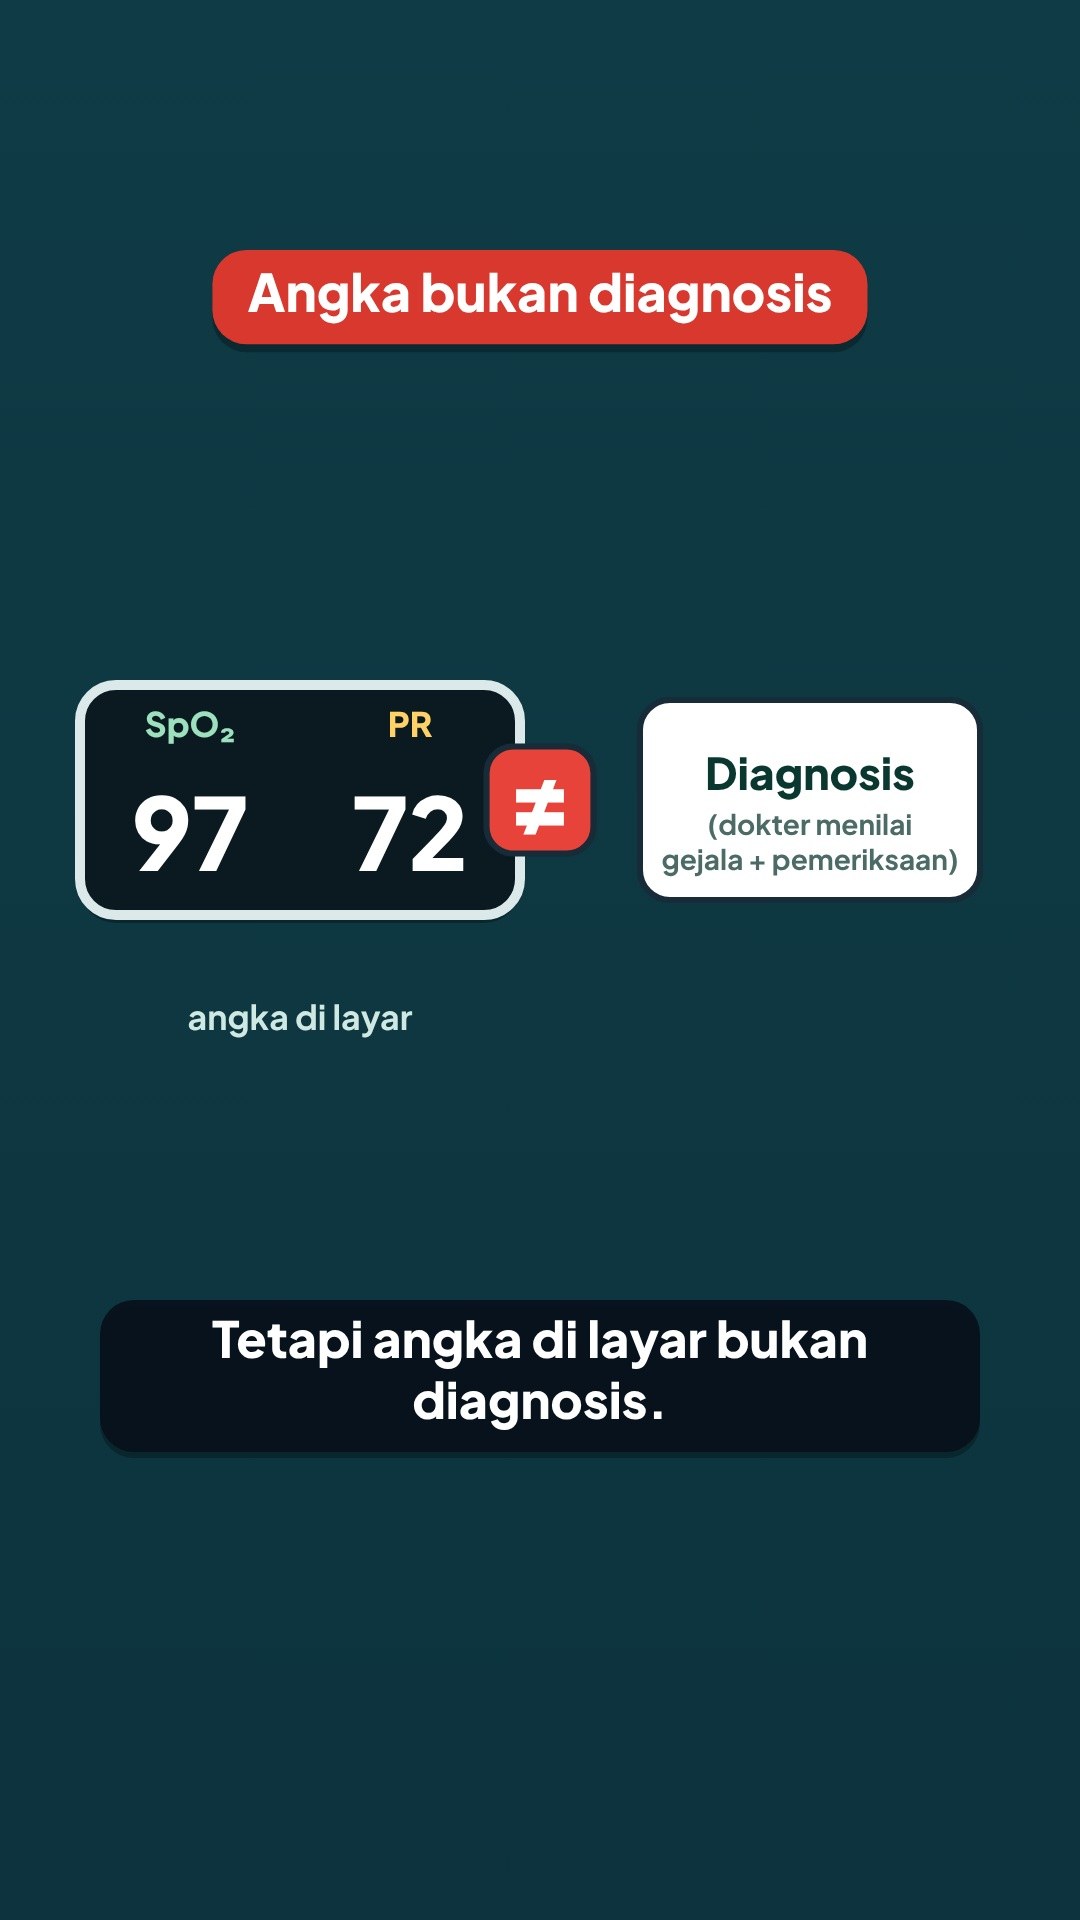 Angka bukan diagnosis
SpO₂ PR
97 72
≠
Diagnosis
(dokter menilai
gejala + pemeriksaan)
angka di layar
Tetapi angka di layar bukan
diagnosis.